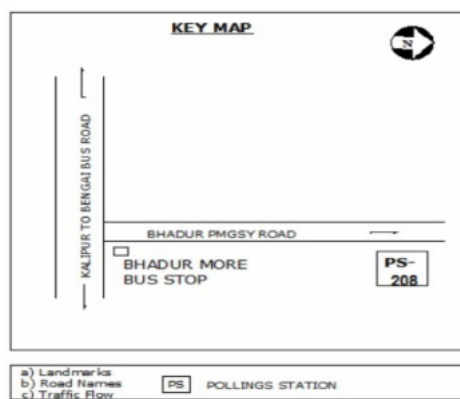 KEY MAP
N
KALIPUR TO BENGAI BUS ROAD
BHADUR PMGSY ROAD
BHADUR MORE
BUS STOP
PS-
208
a) Landmarks
b) Road Names
c) Traffic Flow
PS POLLINGS STATION